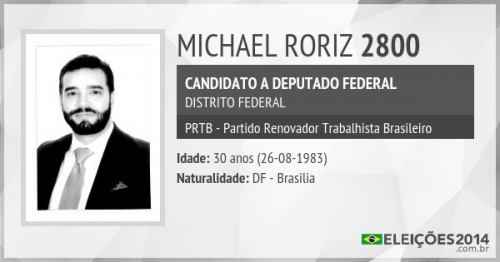 MICHAEL RORIZ 2800
CANDIDATO A DEPUTADO FEDERAL
DISTRITO FEDERAL
PRTB - Partido Renovador Trabalhista Brasileiro
Idade: 30 anos (26-08-1983)
Naturalidade: DF - Brasilia
ELEIÇÕES2014
.com.br